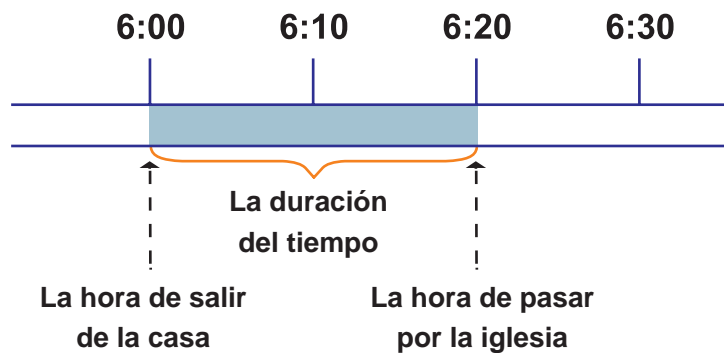 6:00 6:10 6:20 6:30
La duración
del tiempo
La hora de salir
de la casa
La hora de pasar
por la iglesia